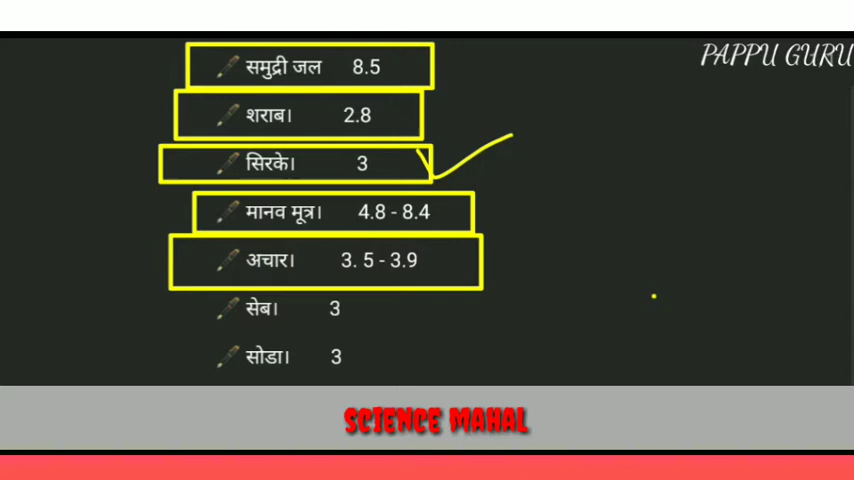 PAPPU GURU
समुद्री जल 8.5
शराब। 2.8
सिरके। 3
मानव मूत्र। 4.8 - 8.4
अचार। 3. 5 - 3.9
सेब। 3
सोडा। 3
SCIENCE MAHAL